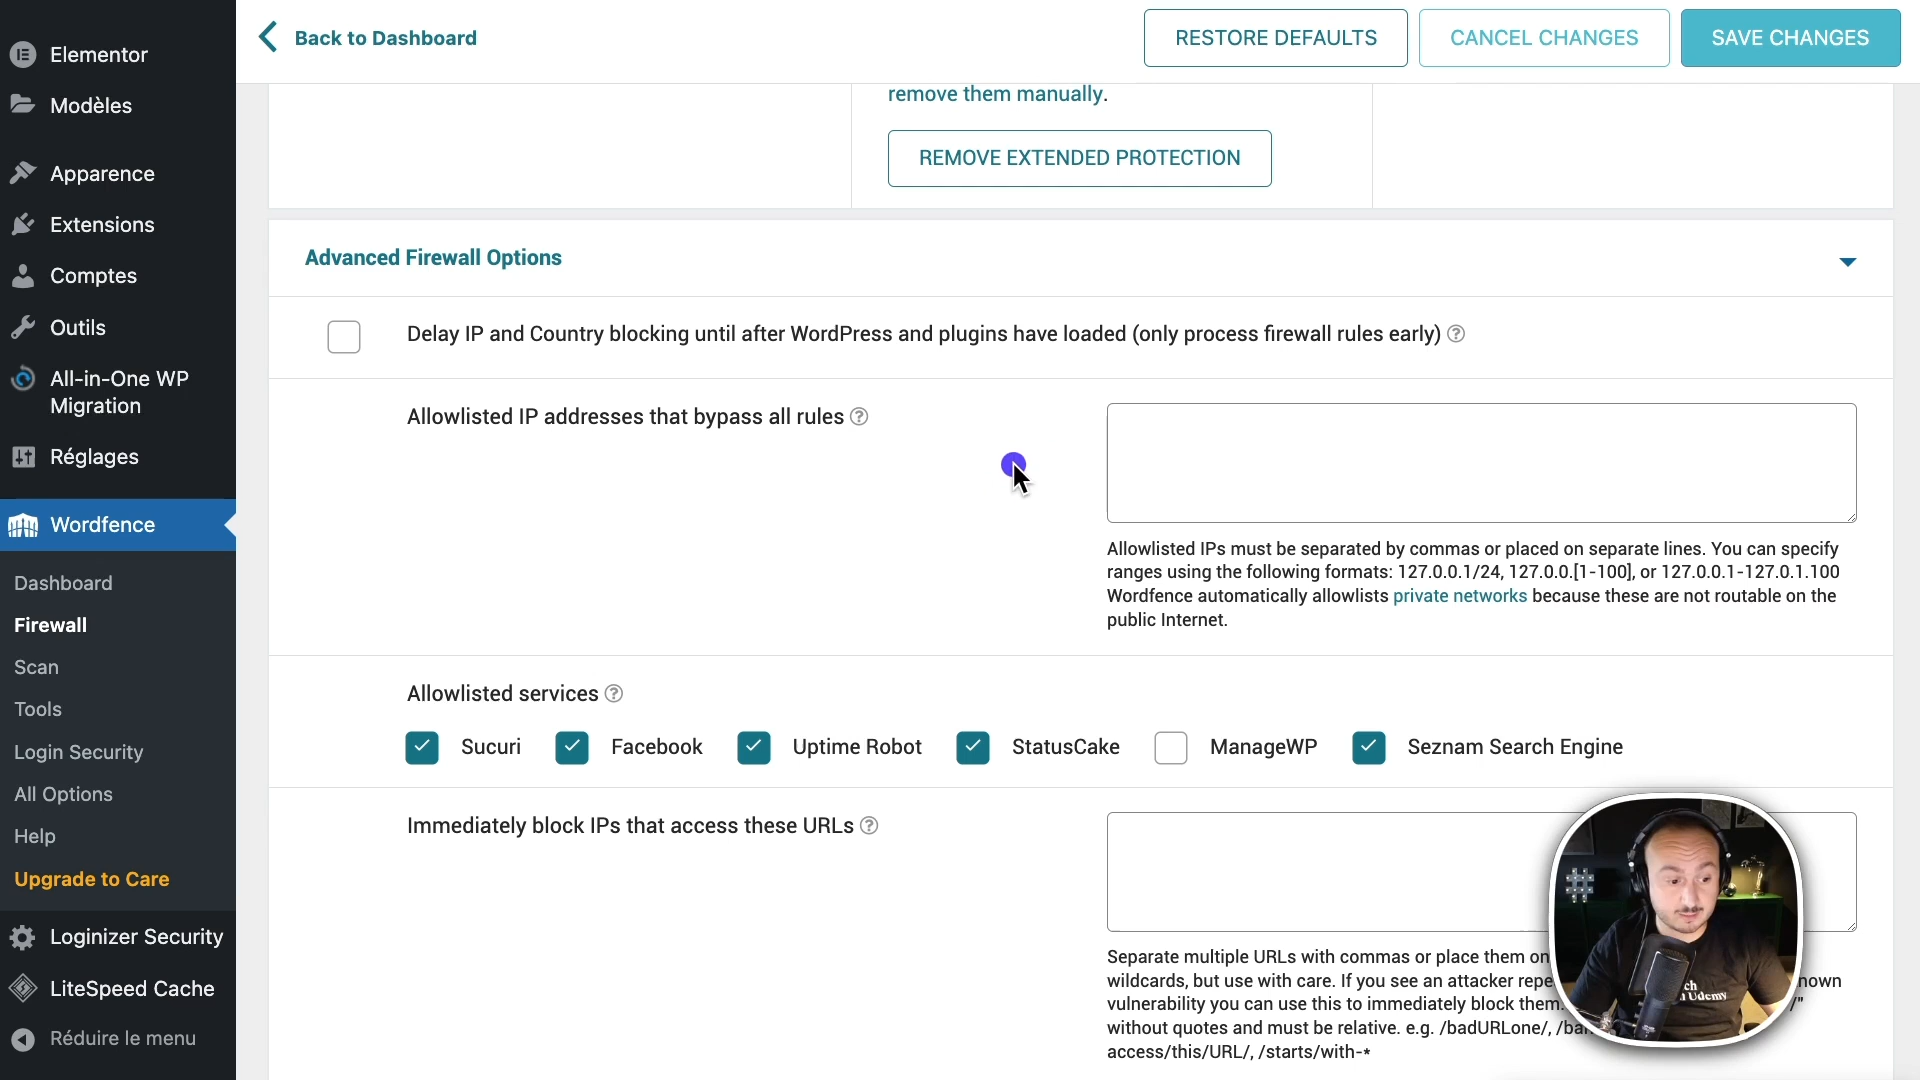 Elementor
Modèles
Apparence
Extensions
Comptes
Outils
All-in-One WP
Migration
Réglages
Wordfence
Dashboard
Firewall
Scan
Tools
Login Security
All Options
Help
Upgrade to Care
Loginizer Security
LiteSpeed Cache
Réduire le menu
Back to Dashboard
RESTORE DEFAULTS
CANCEL CHANGES
SAVE CHANGES
remove them manually.
REMOVE EXTENDED PROTECTION
Advanced Firewall Options
Delay IP and Country blocking until after WordPress and plugins have loaded (only process firewall rules early)
Allowlisted IP addresses that bypass all rules
Allowlisted IPs must be separated by commas or placed on separate lines. You can specify
ranges using the following formats: 127.0.0.1/24, 127.0.0.[1-100], or 127.0.0.1-127.0.1.100
Wordfence automatically allowlists private networks because these are not routable on the
public Internet.
Allowlisted services
Sucuri
Facebook
Uptime Robot
StatusCake
ManageWP
Seznam Search Engine
Immediately block IPs that access these URLs
Separate multiple URLs with commas or place them on
wildcards, but use with care. If you see an attacker
vulnerability you can use this to immediately block them.
without quotes and must be relative. e.g. /badURLone/,
access/this/URL/, /starts/with-*
Udemy